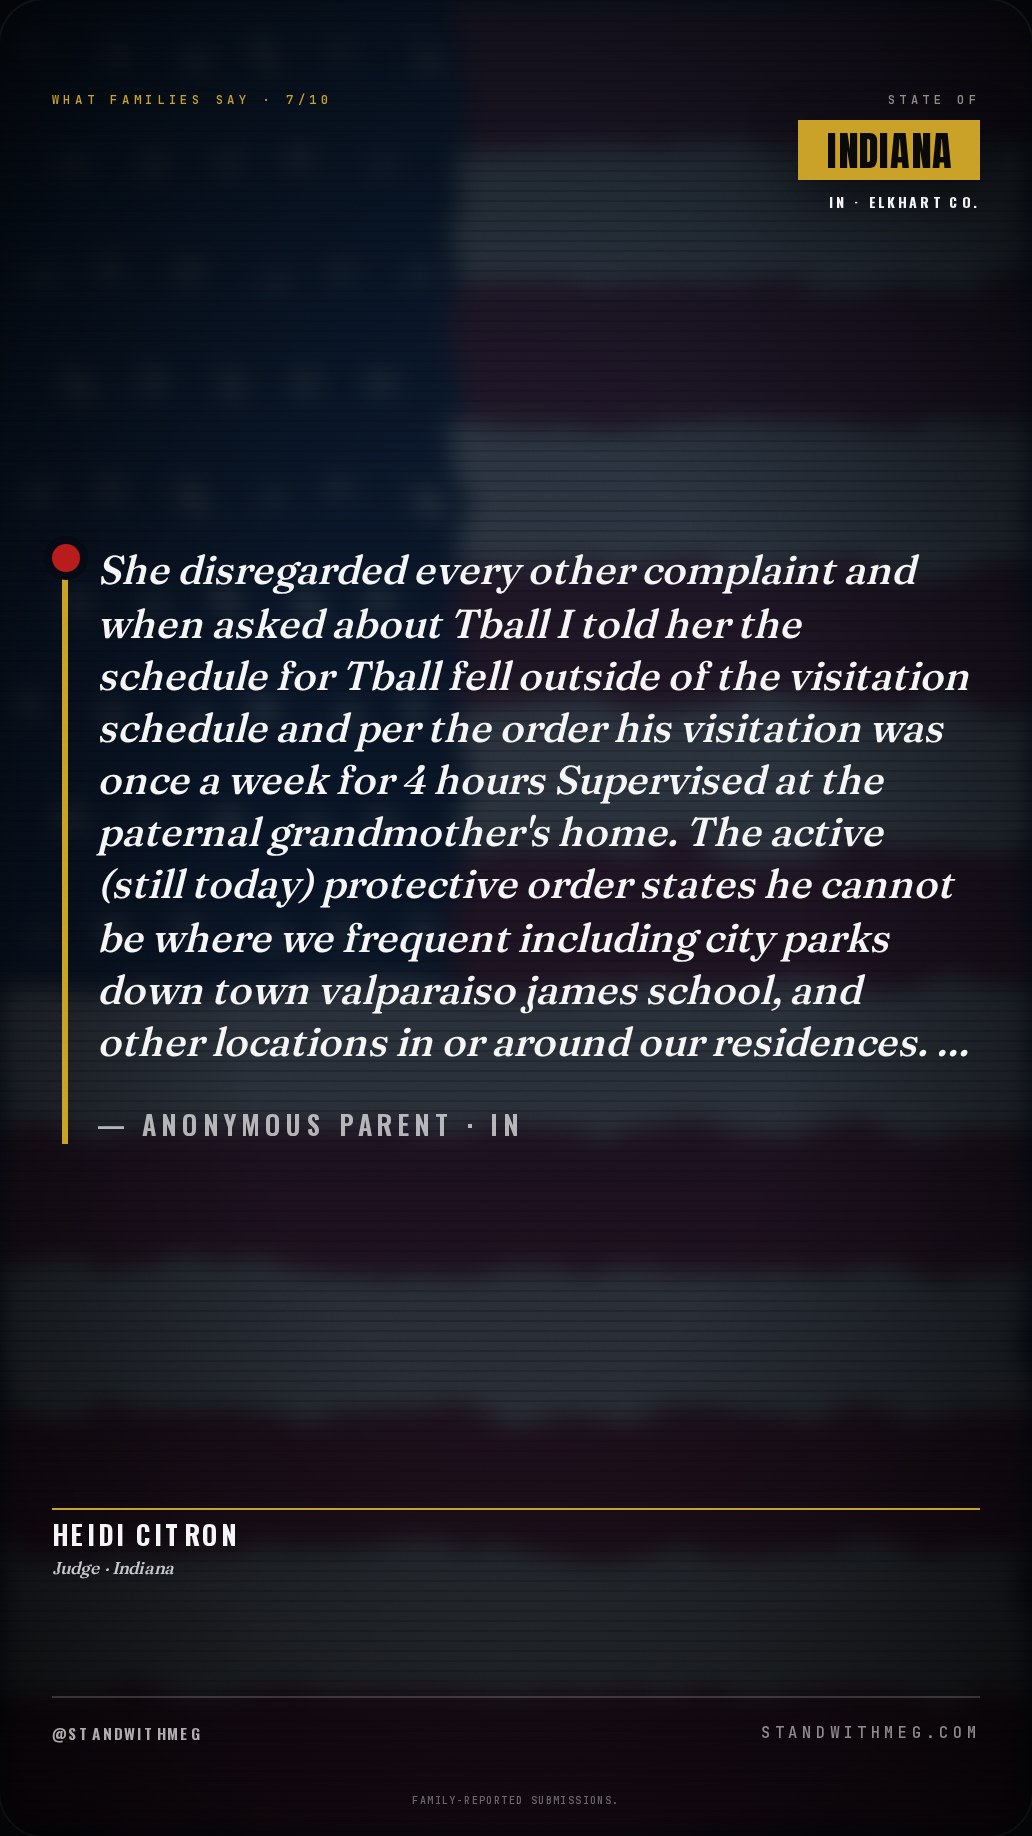 WHAT FAMILIES SAY · 7/10
STATE OF
INDIANA
IN · ELKHART CO.
She disregarded every other complaint and
when asked about Tball I told her the
schedule for Tball fell outside of the visitation
schedule and per the order his visitation was
once a week for 4 hours Supervised at the
paternal grandmother's home. The active
(still today) protective order states he cannot
be where we frequent including city parks
down town valparaiso james school, and
other locations in or around our residences. ...
— ANONYMOUS PARENT · IN
HEIDI CITRON
Judge · Indiana
@STANDWITHMEG
STANDWITHMEG.COM
FAMILY-REPORTED SUBMISSIONS.